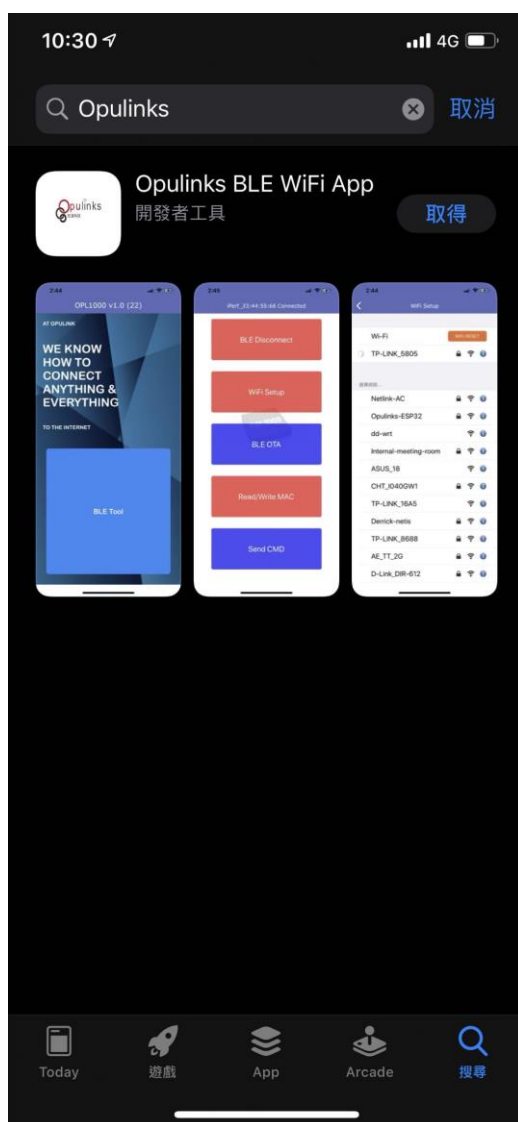 10:30
4G
Opulinks
取消
Opulinks
Opulinks BLE WiFi App
開發者工具
取得
2:44
OPL1000 v1.0 (22)
AT OPULINK
WE KNOW
HOW TO
CONNECT
ANYTHING &
EVERYTHING
TO THE INTERNET
BLE Tool
2:45
BLE Disconnect
WiFi Setup
BLE OTA
Read/Write MAC
Send CMD
2:44
WiFi Setup
Wi-Fi
WIFI RESET
TP-LINK_5805
Netlink-AC
Opulinks-ESP32
dd-wrt
Internal-meeting-room
ASUS_18
CHT_I040GW1
TP-LINK_16A5
Derrick-netis
TP-LINK_8688
AE_TT_2G
D-Link_DIR-612
Today
遊戲
App
Arcade
搜尋